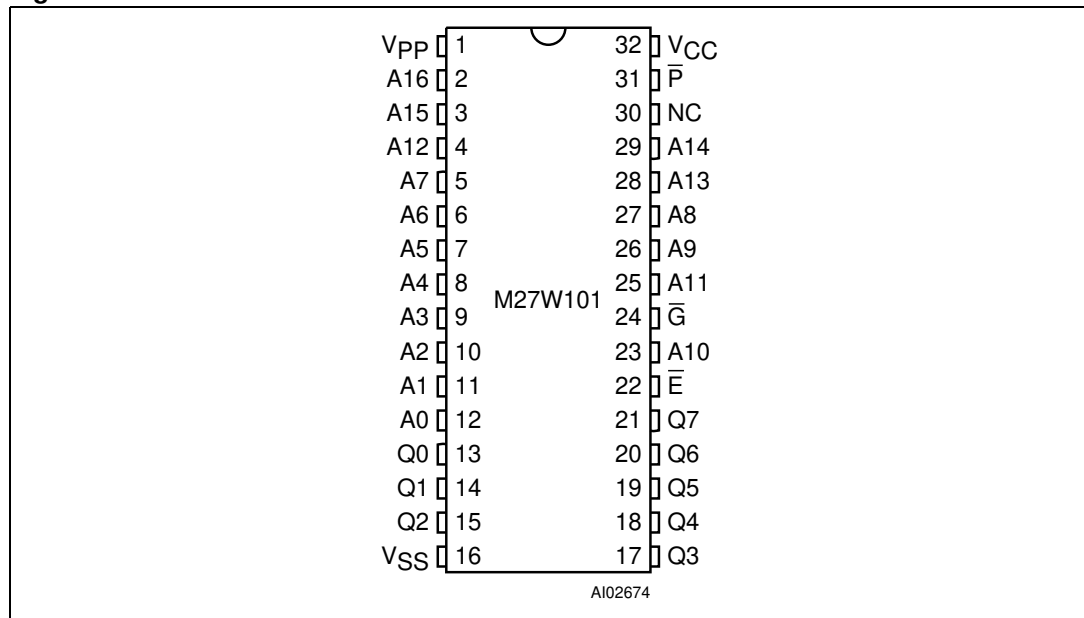 VPP 1 32 VCC
A16 2 31 P̅
A15 3 30 NC
A12 4 29 A14
A7 5 28 A13
A6 6 27 A8
A5 7 26 A9
A4 8 25 A11
M27W101
A3 9 24 G̅
A2 10 23 A10
A1 11 22 E̅
A0 12 21 Q7
Q0 13 20 Q6
Q1 14 19 Q5
Q2 15 18 Q4
VSS 16 17 Q3
AI02674